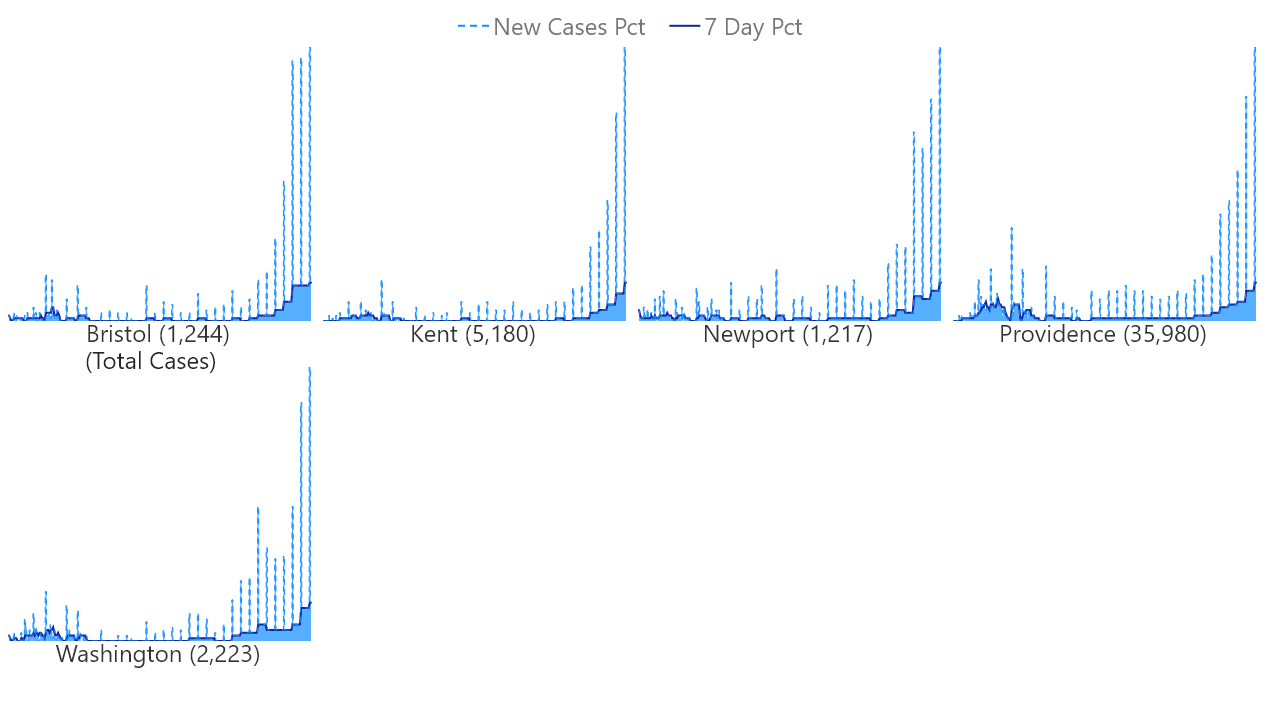 New Cases Pct 7 Day Pct
Bristol (1,244)
(Total Cases)
Kent (5,180)
Newport (1,217)
Providence (35,980)
Washington (2,223)